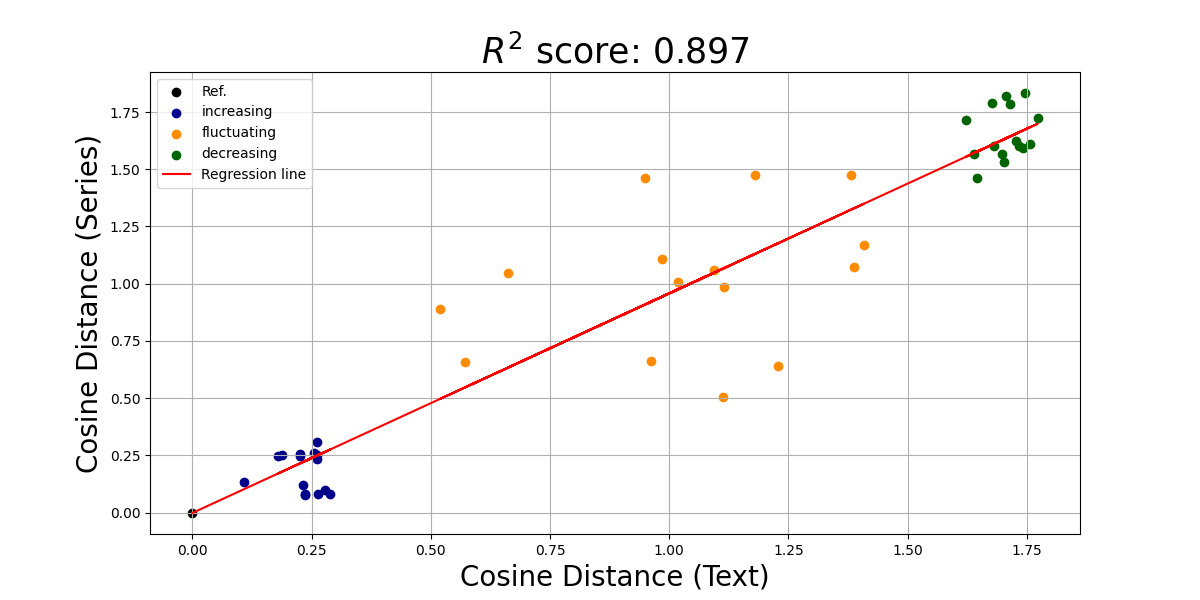 R² score: 0.897
Ref.
increasing
fluctuating
decreasing
Regression line
Cosine Distance (Series)
1.75
1.50
1.25
1.00
0.75
0.50
0.25
0.00
0.00 0.25 0.50 0.75 1.00 1.25 1.50 1.75
Cosine Distance (Text)